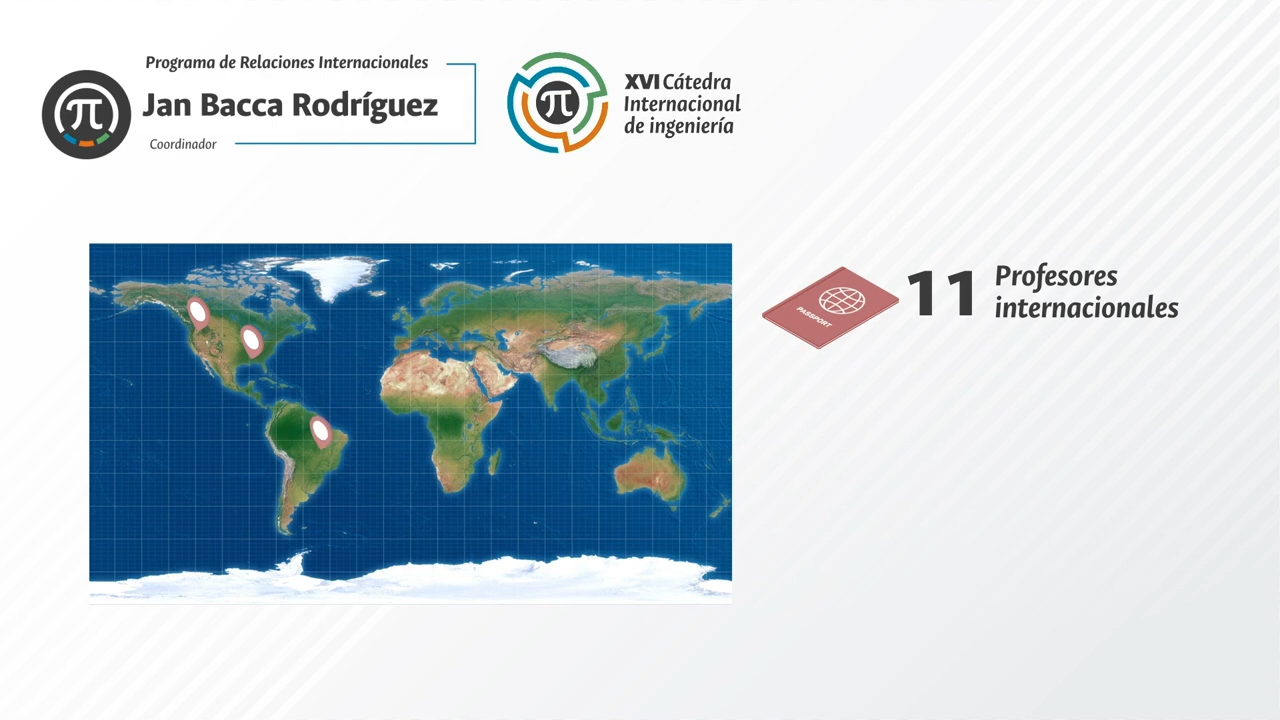 Programa de Relaciones Internacionales
Jan Bacca Rodríguez
Coordinador
XVI Cátedra
Internacional
de ingeniería
PASSPORT
11
Profesores
internacionales